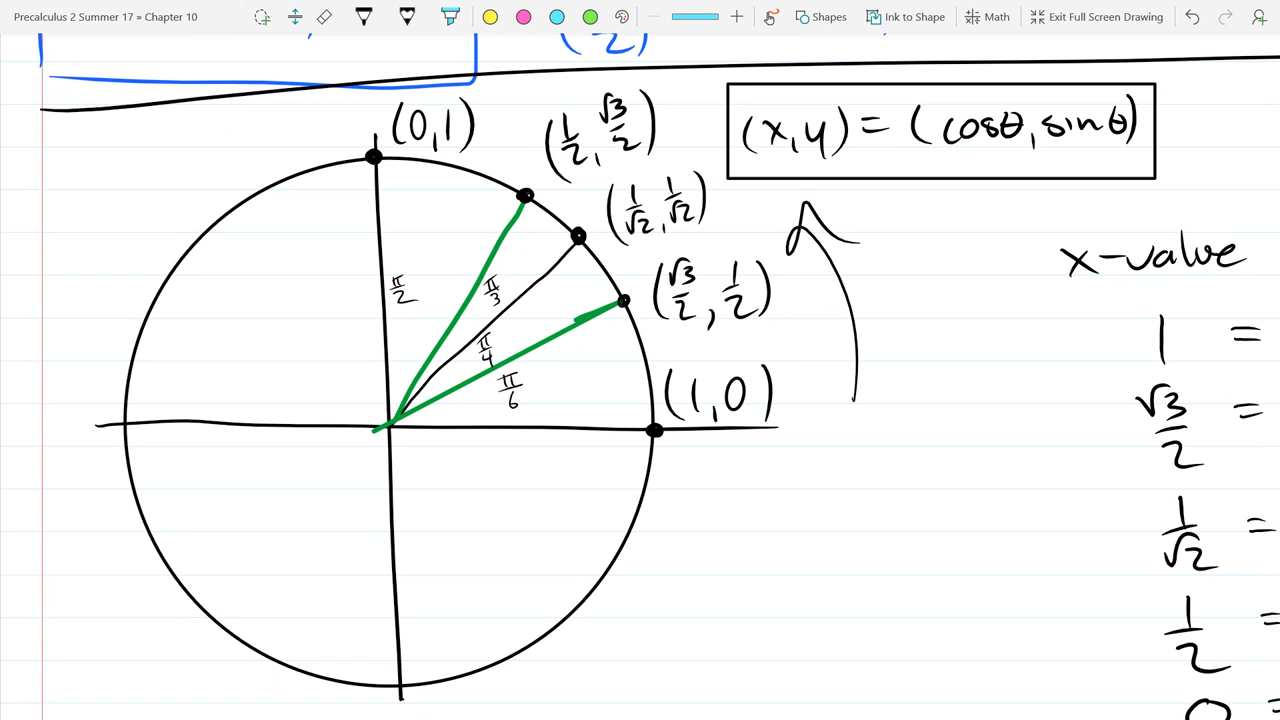 Precalculus 2 Summer 17 » Chapter 10
Shapes
Ink to Shape
Math
Exit Full Screen Drawing
(0,1)
(1/2, √3/2)
(1/√2, 1/√2)
(√3/2, 1/2)
(1,0)
π/2
π/3
π/4
π/6
(x,y) = (cosθ, sinθ)
x-value
1 =
√3/2 =
1/√2 =
1/2 =
0 =